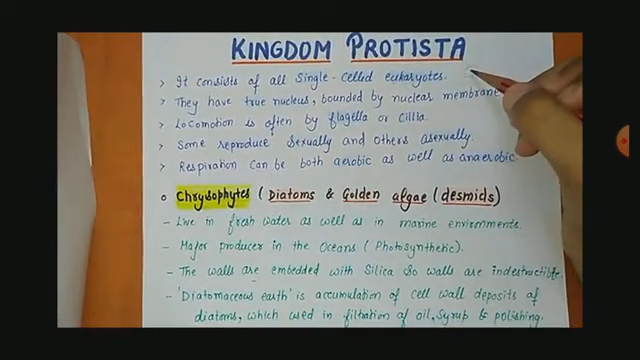 KINGDOM PROTISTA
> It consists of all Single-celled eukaryotes.
> They have true nucleus, bounded by nuclear membrane
> Locomotion is often by flagella or Cillia.
> Some reproduce Sexually and others asexually.
> Respiration can be both aerobic as well as anaerobic
o Chrysophytes (Diatoms & Golden algae (desmids)
- Live in fresh water as well as in marine environments.
- Major producer in the Oceans (Photosynthetic).
- The walls are embedded with Silica So walls are indestructible.
- 'Diatomaceous earth' is accumulation of cell wall deposits of
diatoms, which used in filtration of oil, Syrup & polishing.